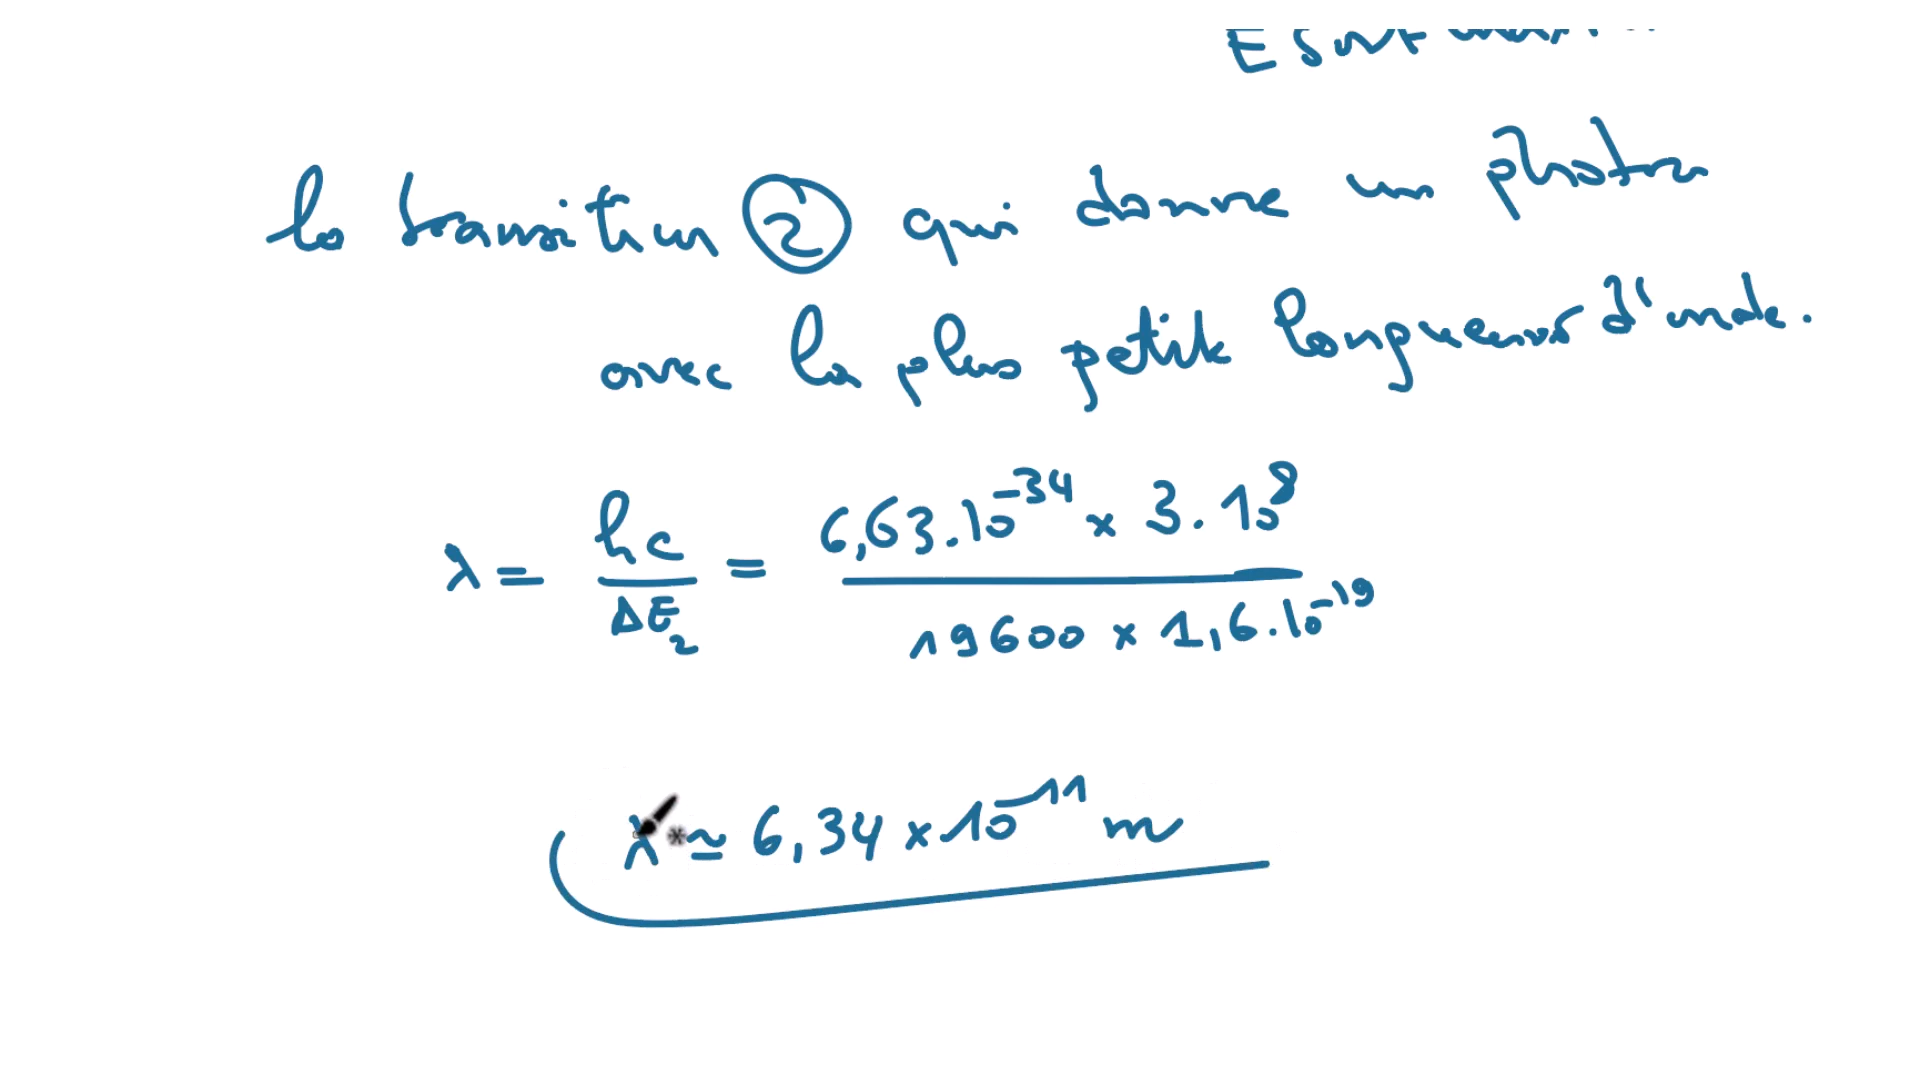 la transition ② qui donne un photon
avec la plus petite longueur d'onde.
λ = hc / ΔE₂ = 6,63.10⁻³⁴ × 3.10⁸ / 19600 × 1,6.10⁻¹⁹
λ ≃ 6,34 × 10⁻¹¹ m